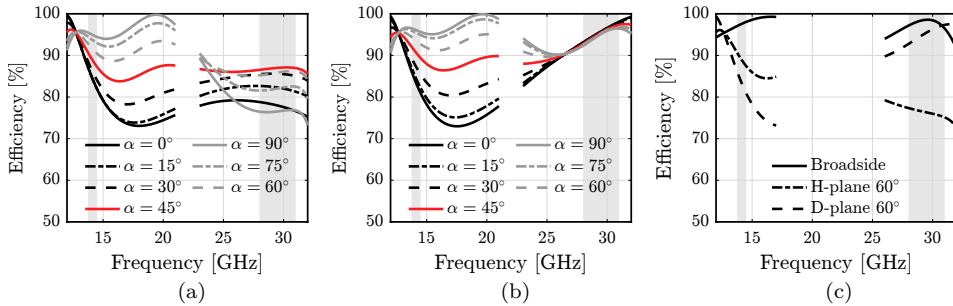 100
90
80
70
60
50
Efficiency [%]
α = 0° α = 90°
α = 15° α = 75°
α = 30° α = 60°
α = 45°
15 20 25 30
Frequency [GHz]
(a)
100
90
80
70
60
50
Efficiency [%]
α = 0° α = 90°
α = 15° α = 75°
α = 30° α = 60°
α = 45°
15 20 25 30
Frequency [GHz]
(b)
100
90
80
70
60
50
Efficiency [%]
Broadside
H-plane 60°
D-plane 60°
15 20 25 30
Frequency [GHz]
(c)